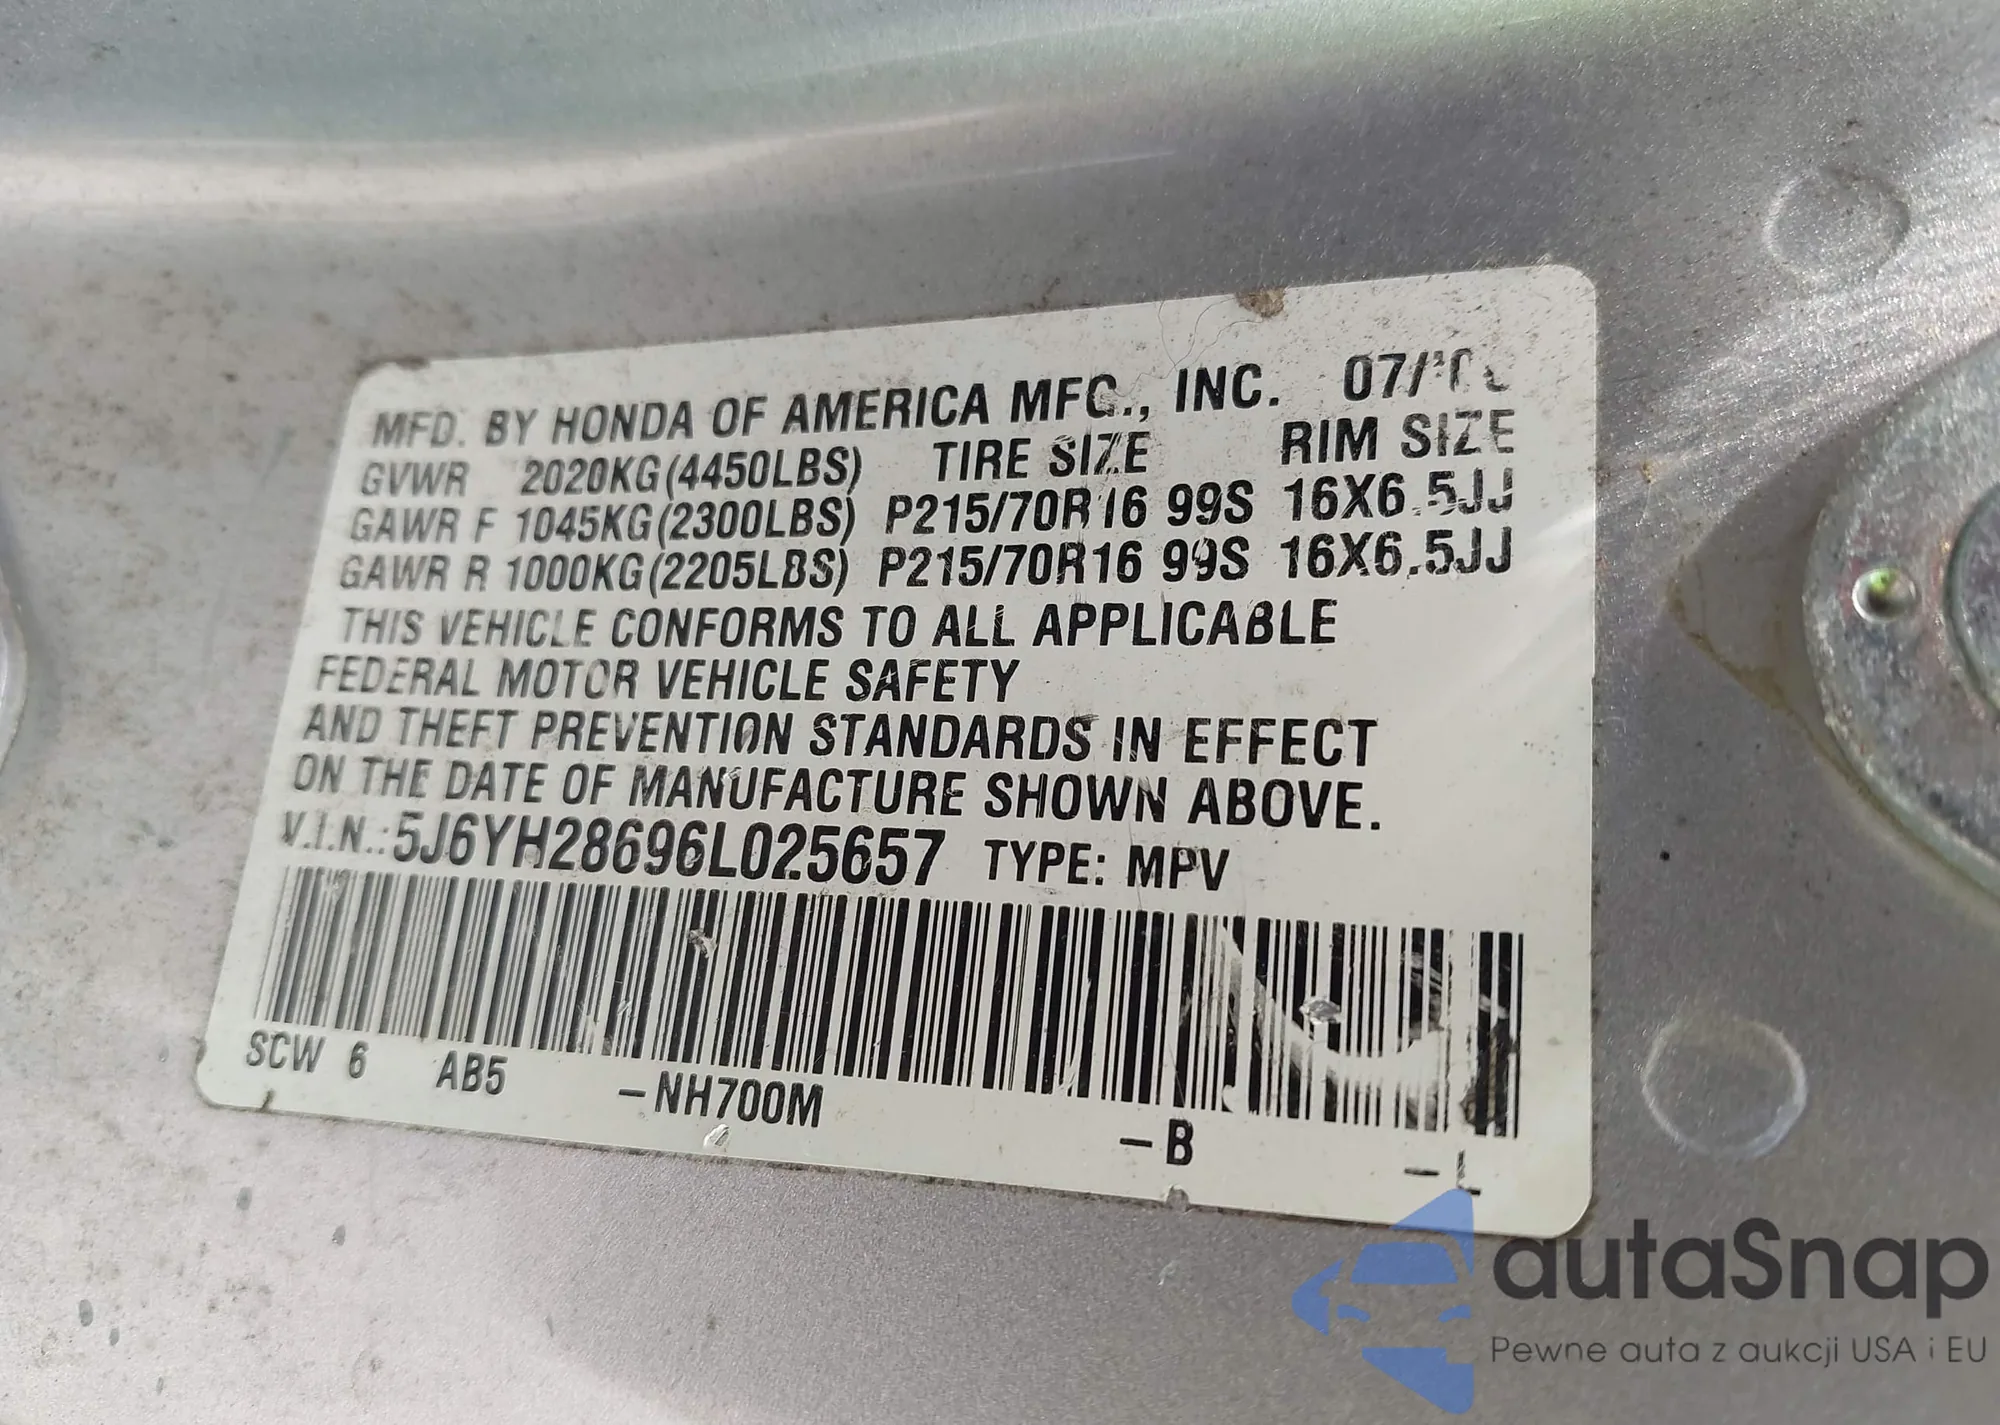 MFD. BY HONDA OF AMERICA MFG., INC. 07/
GVWR 2020KG(4450LBS) TIRE SIZE RIM SIZE
GAWR F 1045KG(2300LBS) P215/70R16 99S 16X6.5JJ
GAWR R 1000KG(2205LBS) P215/70R16 99S 16X6.5JJ
THIS VEHICLE CONFORMS TO ALL APPLICABLE
FEDERAL MOTOR VEHICLE SAFETY
AND THEFT PREVENTION STANDARDS IN EFFECT
ON THE DATE OF MANUFACTURE SHOWN ABOVE.
V.I.N.:5J6YH28696L025657 TYPE: MPV
SCW 6 AB5 -NH700M -B -L
autaSnap
Pewne auta z aukcji USA i EU